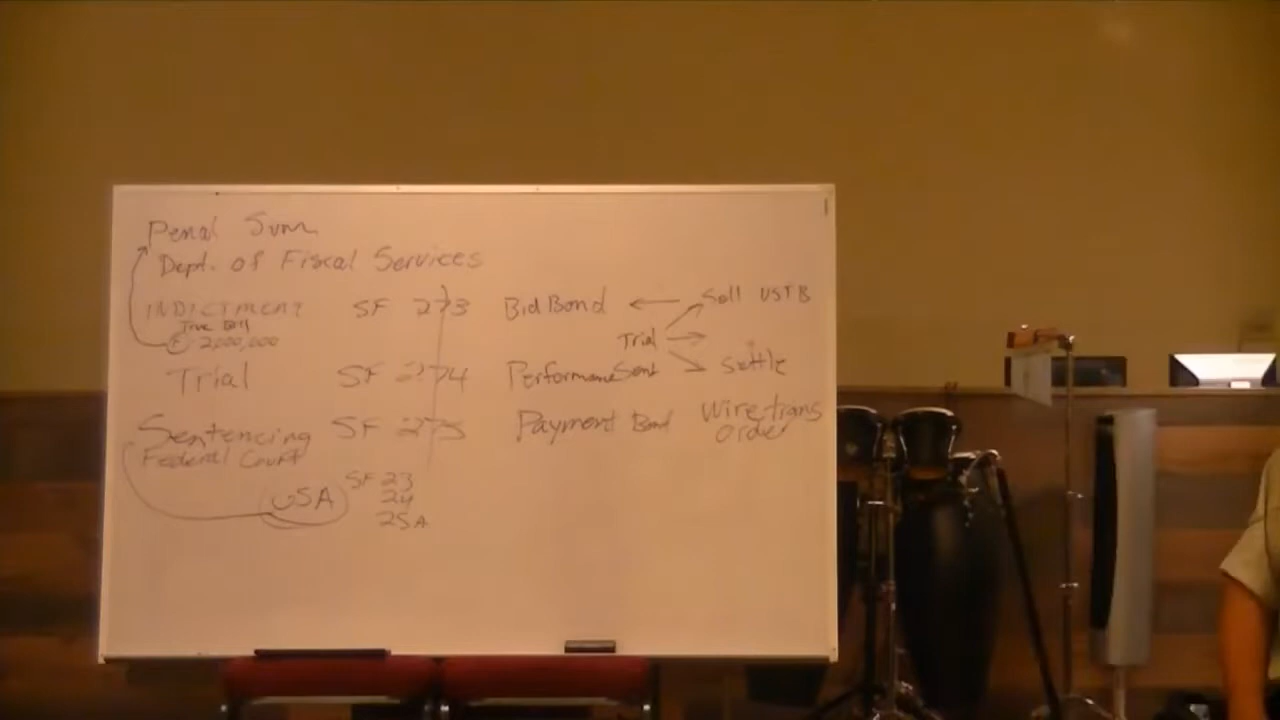 Penal Sum
Dept. of Fiscal Services
INDICTMENT SF 273 Bid Bond Sell USTB
True Bill
F. 2,000,000
Trial
Trial SF 274 Performance Settle
Sentencing SF 275 Payment Bond Wire trans
Order
Federal Court
USA SF 23
24
25A